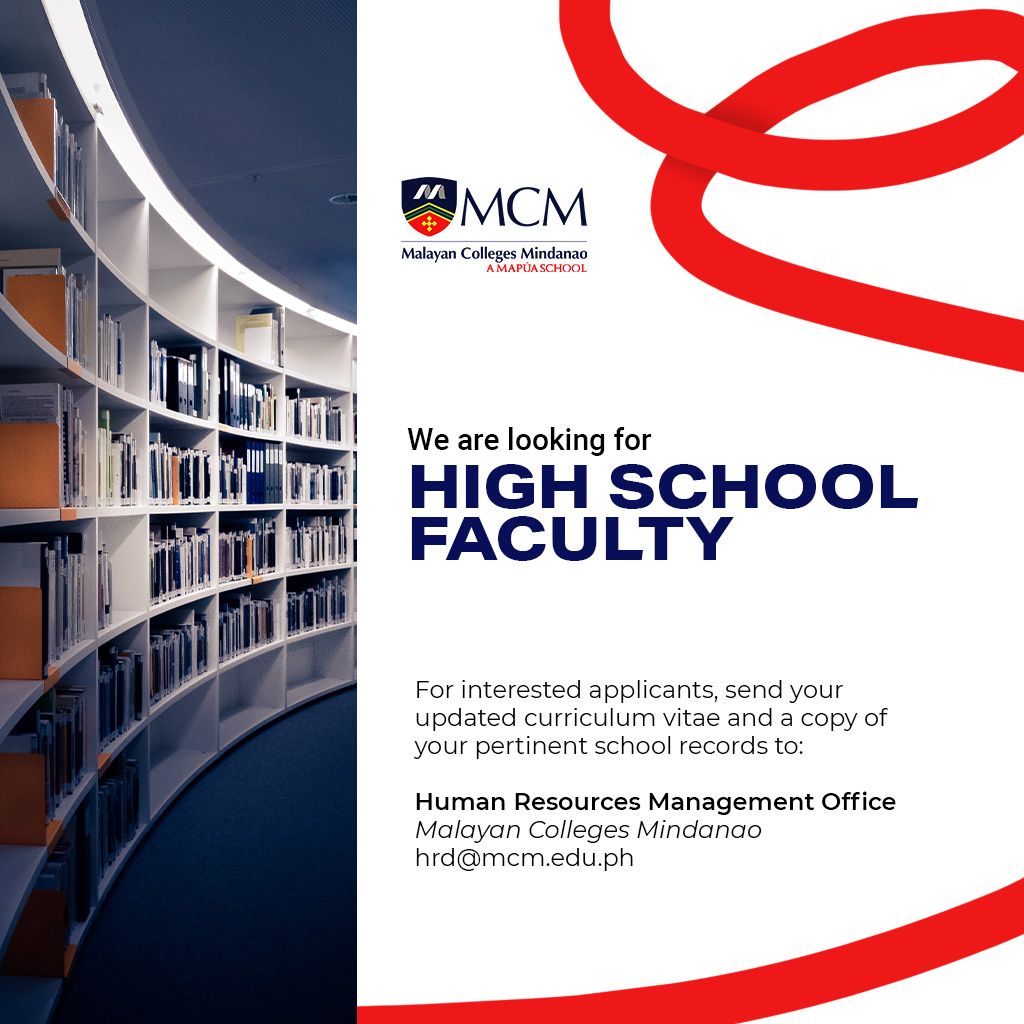 MCM
Malayan Colleges Mindanao
A MAPÚA SCHOOL
We are looking for
HIGH SCHOOL
FACULTY
For interested applicants, send your
updated curriculum vitae and a copy of
your pertinent school records to:
Human Resources Management Office
Malayan Colleges Mindanao
hrd@mcm.edu.ph